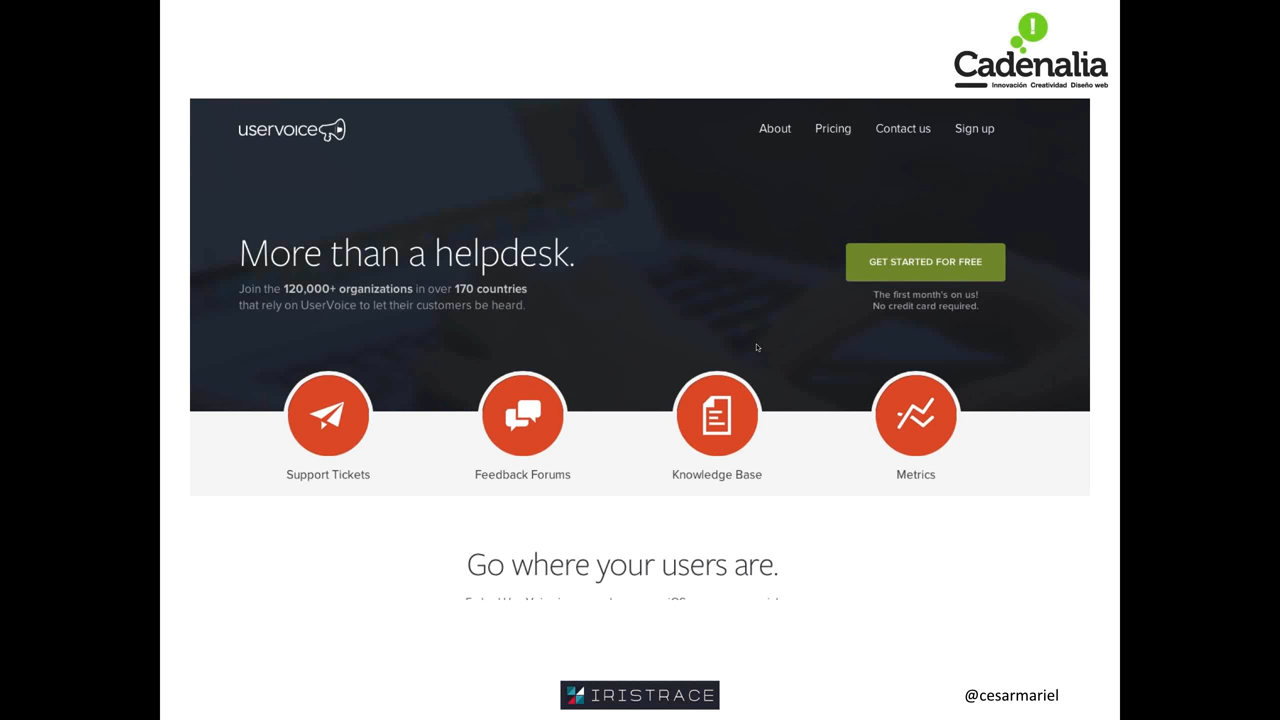 !
Cadenalia
Innovación Creatividad Diseño web
uservoice
About Pricing Contact us Sign up
More than a helpdesk.
Join the 120,000+ organizations in over 170 countries
that rely on UserVoice to let their customers be heard.
GET STARTED FOR FREE
The first month's on us!
No credit card required.
Support Tickets
Feedback Forums
Knowledge Base
Metrics
Go where your users are.
IRISTRACE
@cesarmariel